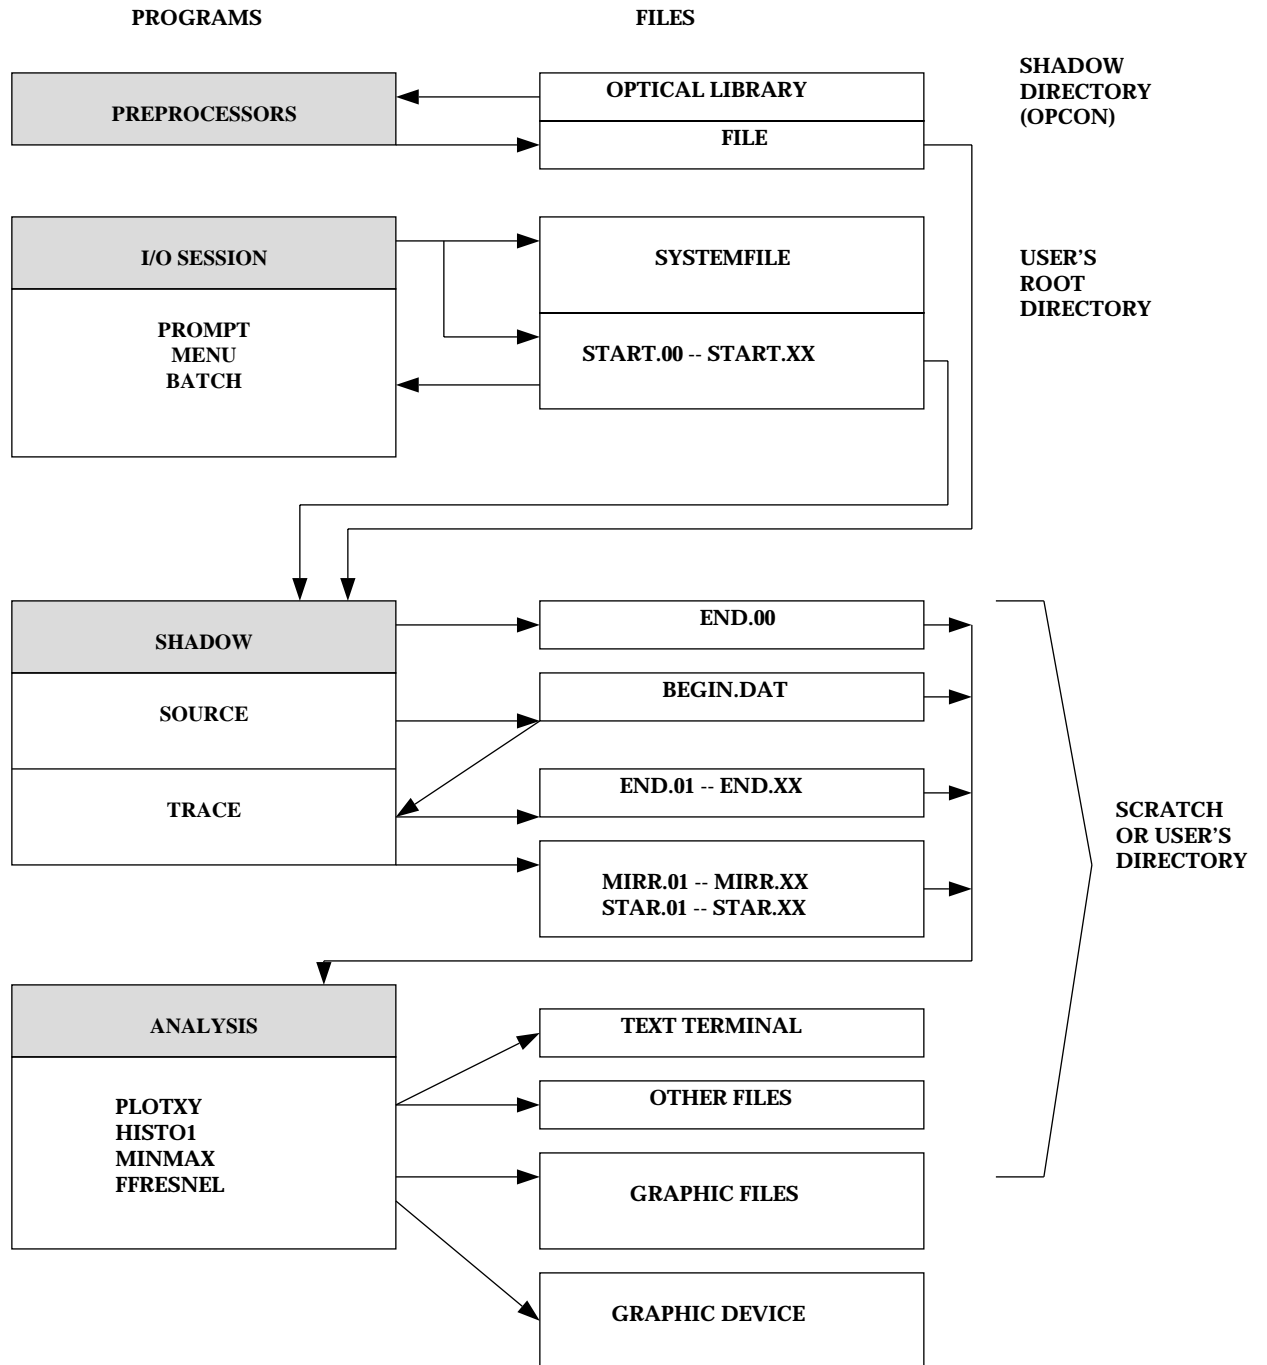 PROGRAMS
FILES
PREPROCESSORS
OPTICAL LIBRARY
FILE
SHADOW
DIRECTORY
(OPCON)
I/O SESSION
PROMPT
MENU
BATCH
SYSTEMFILE
START.00 -- START.XX
USER'S
ROOT
DIRECTORY
SHADOW
SOURCE
TRACE
END.00
BEGIN.DAT
END.01 -- END.XX
MIRR.01 -- MIRR.XX
STAR.01 -- STAR.XX
SCRATCH
OR USER'S
DIRECTORY
ANALYSIS
PLOTXY
HISTO1
MINMAX
FFRESNEL
TEXT TERMINAL
OTHER FILES
GRAPHIC FILES
GRAPHIC DEVICE